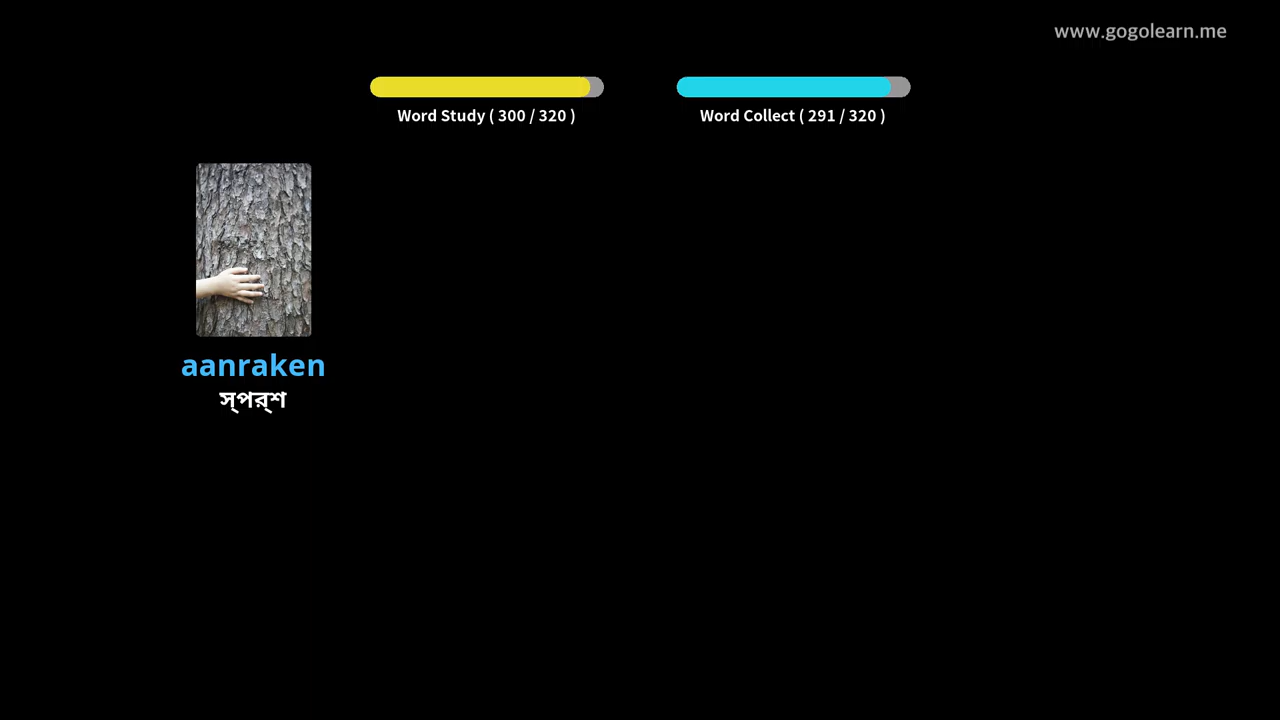 www.gogolearn.me
Word Study ( 300 / 320 )
Word Collect ( 291 / 320 )
aanraken
স্পর্শ